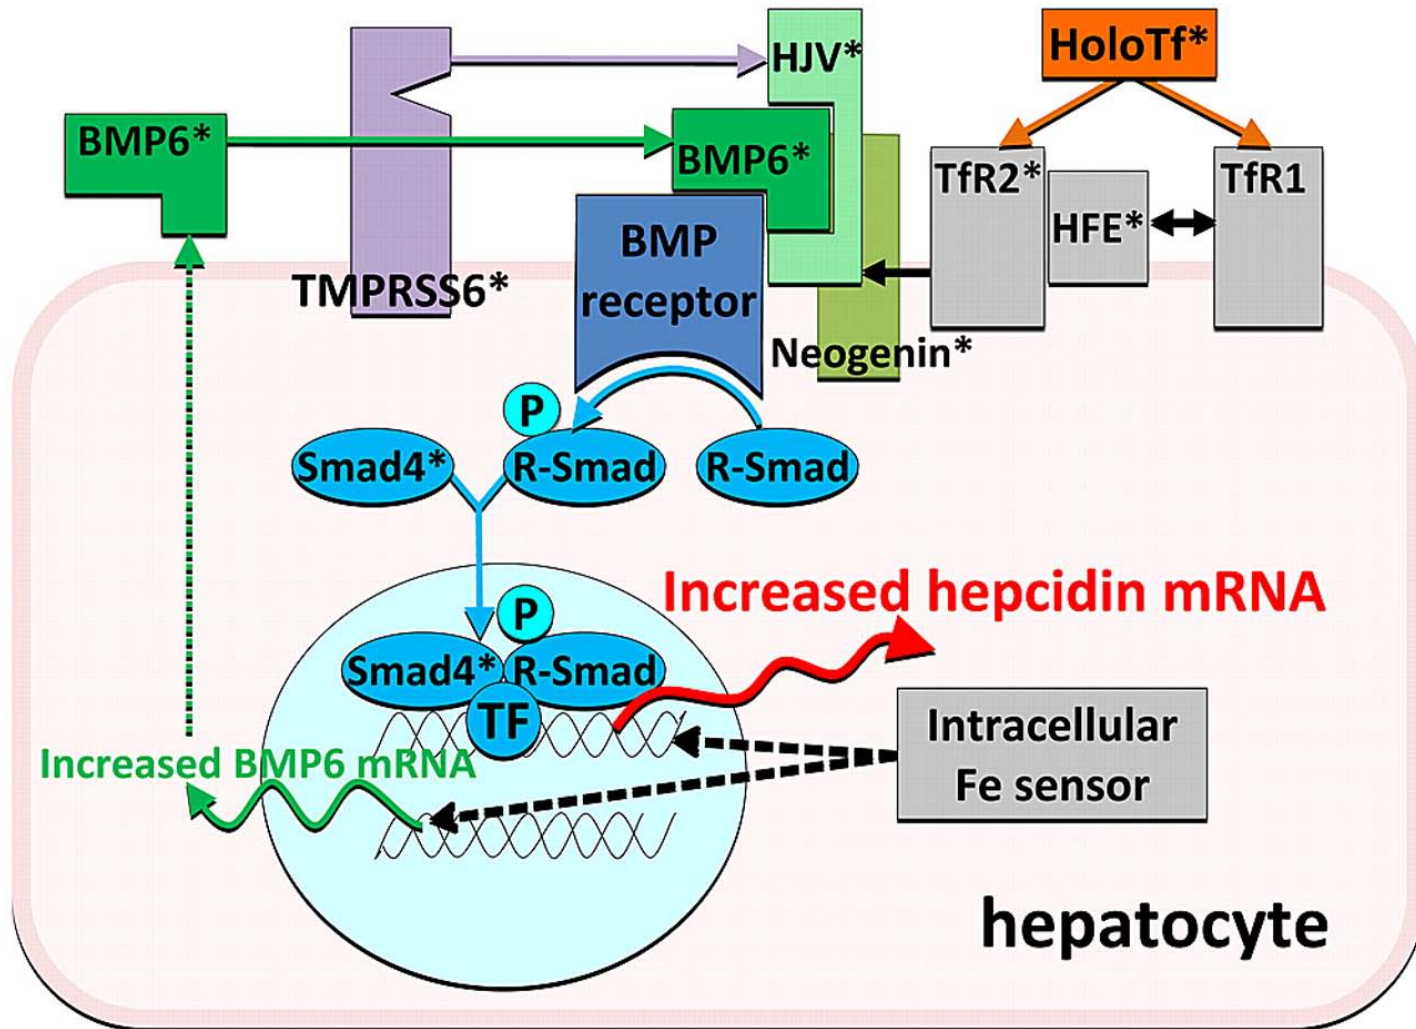 HJV*
HoloTf*
BMP6*
BMP6*
TfR2*
TfR1
HFE*
BMP
receptor
TMPRSS6*
Neogenin*
P
Smad4*
R-Smad
R-Smad
Increased hepcidin mRNA
P
Smad4*
R-Smad
TF
Intracellular
Fe sensor
Increased BMP6 mRNA
hepatocyte